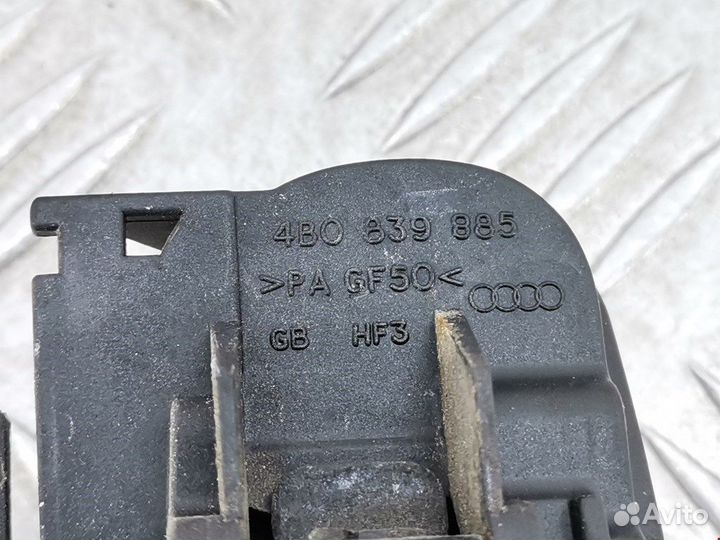 4B0 839 885
>PA GF50<
GB HF3
Avito